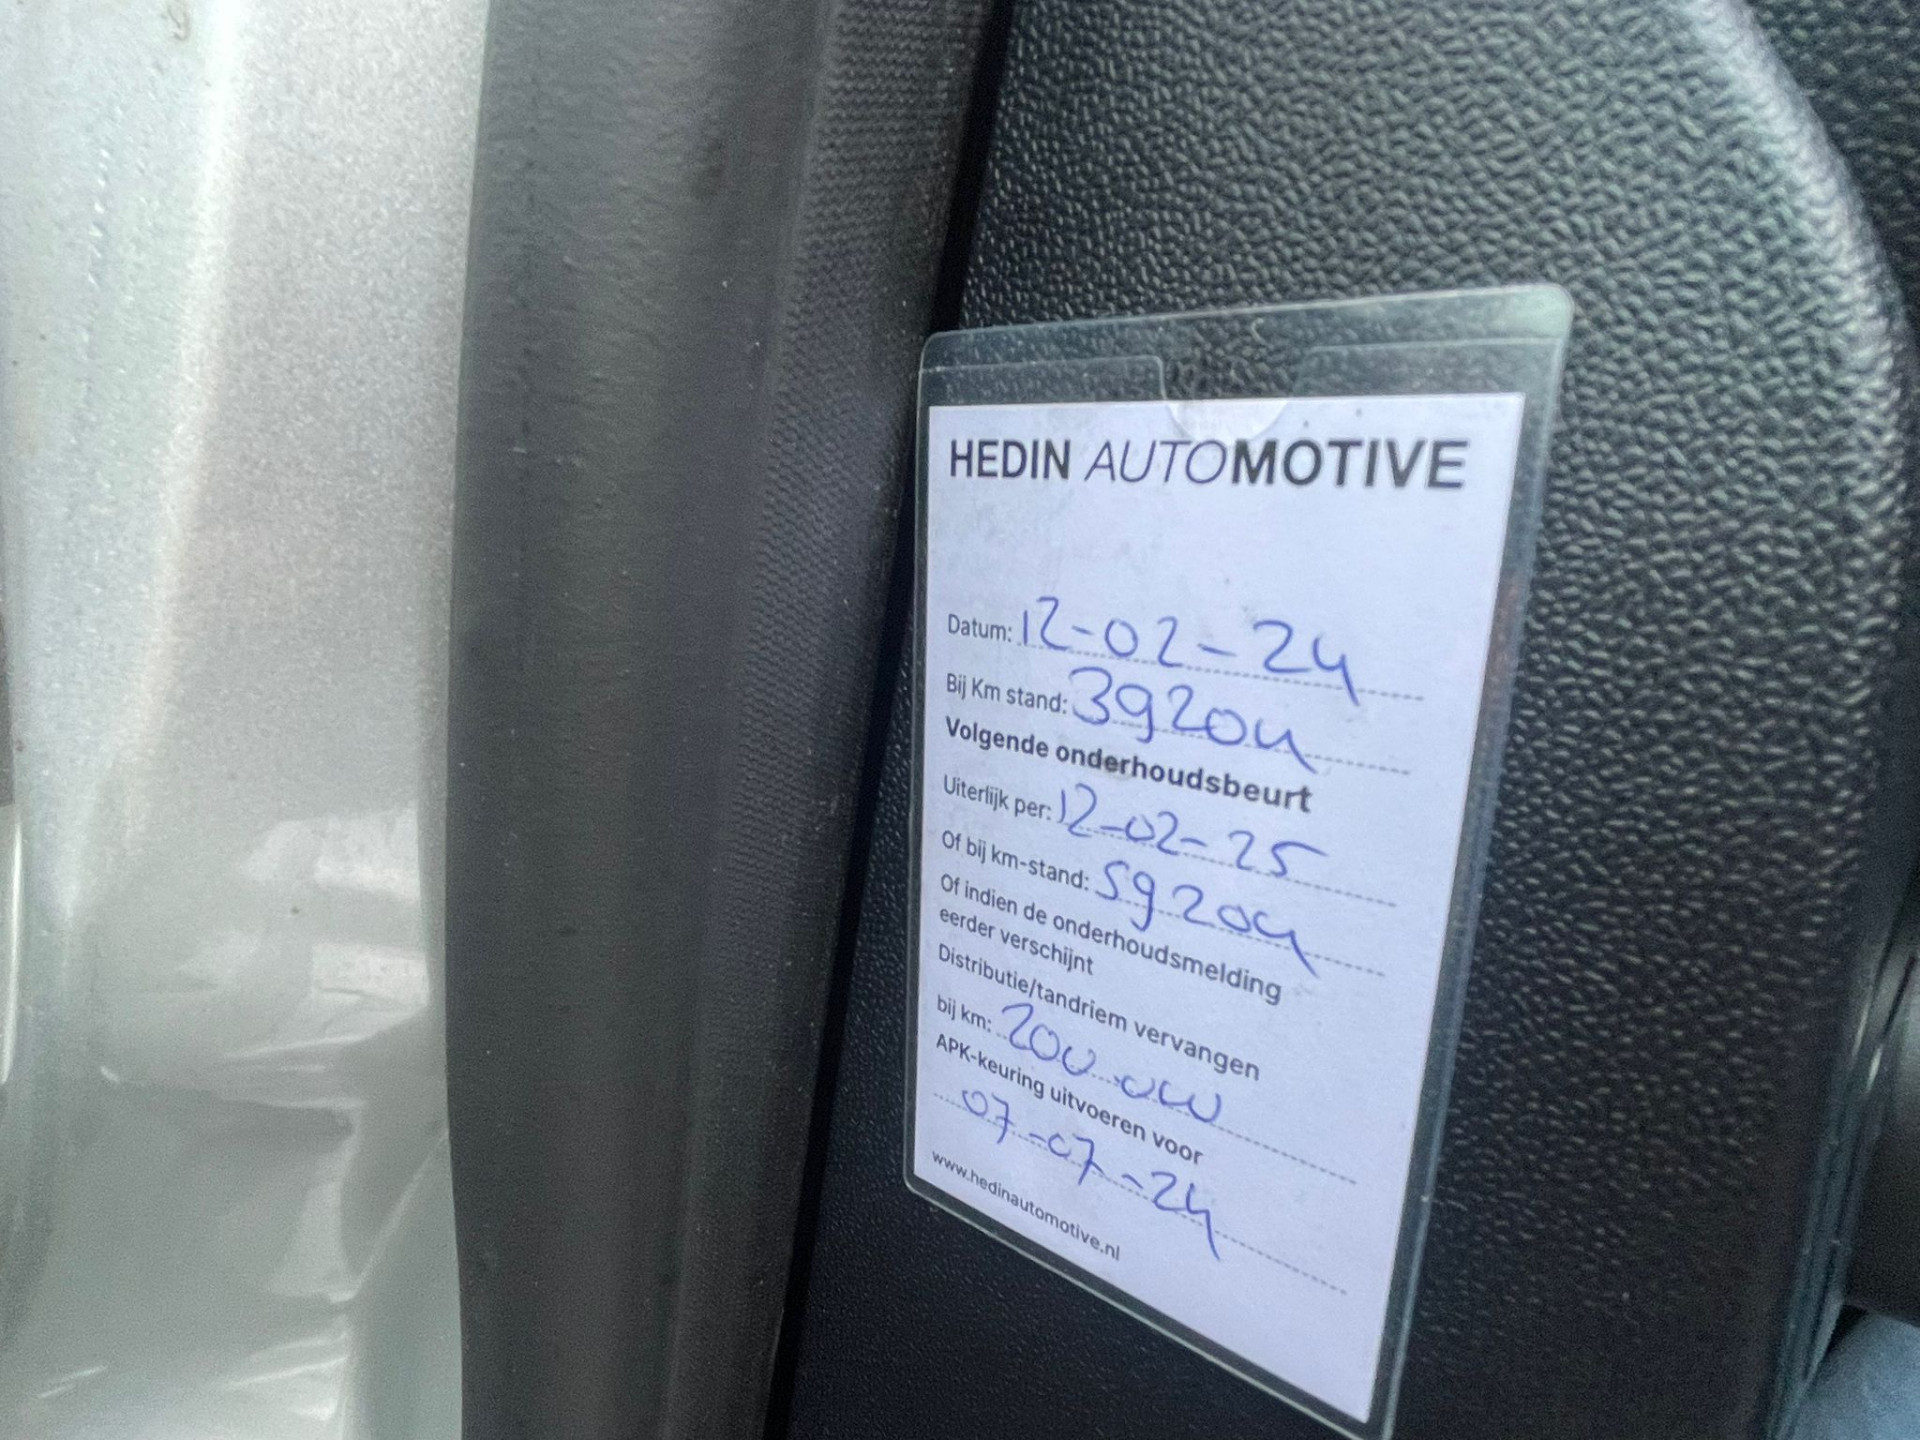 HEDIN AUTOMOTIVE
Datum: 12-02-24
Bij Km stand: 39204
Volgende onderhoudsbeurt
Uiterlijk per: 12-02-25
Of bij km-stand: 59204
Of indien de onderhoudsmelding
eerder verschijnt
Distributie/tandriem vervangen
bij km: 200.000
APK-keuring uitvoeren voor
07-07-24
www.hedinautomotive.nl